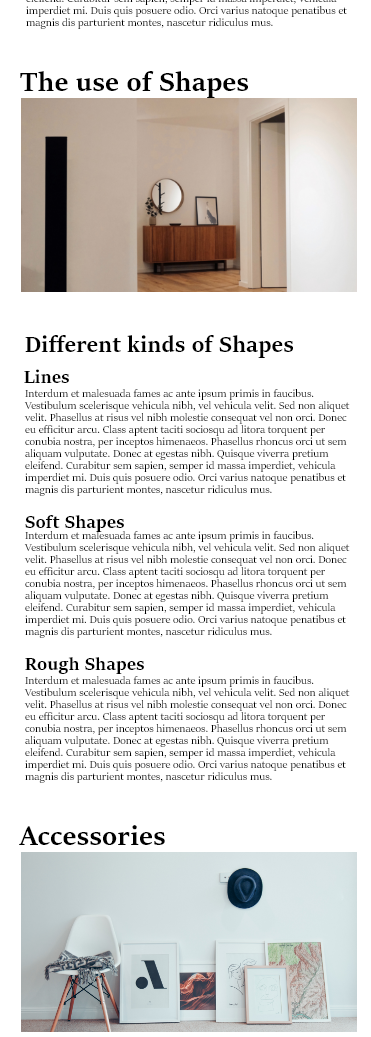 imperdiet mi. Duis quis posuere odio. Orci varius natoque penatibus et
magnis dis parturient montes, nascetur ridiculus mus.
The use of Shapes
Different kinds of Shapes
Lines
Interdum et malesuada fames ac ante ipsum primis in faucibus.
Vestibulum scelerisque vehicula nibh, vel vehicula velit. Sed non aliquet
velit. Phasellus at risus vel nibh molestie consequat vel non orci. Donec
eu efficitur arcu. Class aptent taciti sociosqu ad litora torquent per
conubia nostra, per inceptos himenaeos. Phasellus rhoncus orci ut sem
aliquam vulputate. Donec at egestas nibh. Quisque viverra pretium
eleifend. Curabitur sem sapien, semper id massa imperdiet, vehicula
imperdiet mi. Duis quis posuere odio. Orci varius natoque penatibus et
magnis dis parturient montes, nascetur ridiculus mus.
Soft Shapes
Interdum et malesuada fames ac ante ipsum primis in faucibus.
Vestibulum scelerisque vehicula nibh, vel vehicula velit. Sed non aliquet
velit. Phasellus at risus vel nibh molestie consequat vel non orci. Donec
eu efficitur arcu. Class aptent taciti sociosqu ad litora torquent per
conubia nostra, per inceptos himenaeos. Phasellus rhoncus orci ut sem
aliquam vulputate. Donec at egestas nibh. Quisque viverra pretium
eleifend. Curabitur sem sapien, semper id massa imperdiet, vehicula
imperdiet mi. Duis quis posuere odio. Orci varius natoque penatibus et
magnis dis parturient montes, nascetur ridiculus mus.
Rough Shapes
Interdum et malesuada fames ac ante ipsum primis in faucibus.
Vestibulum scelerisque vehicula nibh, vel vehicula velit. Sed non aliquet
velit. Phasellus at risus vel nibh molestie consequat vel non orci. Donec
eu efficitur arcu. Class aptent taciti sociosqu ad litora torquent per
conubia nostra, per inceptos himenaeos. Phasellus rhoncus orci ut sem
aliquam vulputate. Donec at egestas nibh. Quisque viverra pretium
eleifend. Curabitur sem sapien, semper id massa imperdiet, vehicula
imperdiet mi. Duis quis posuere odio. Orci varius natoque penatibus et
magnis dis parturient montes, nascetur ridiculus mus.
Accessories
A